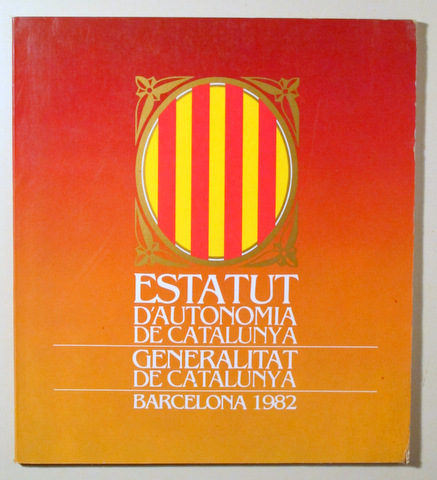 ESTATUT
D'AUTONOMIA
DE CATALUNYA
GENERALITAT
DE CATALUNYA
BARCELONA 1982